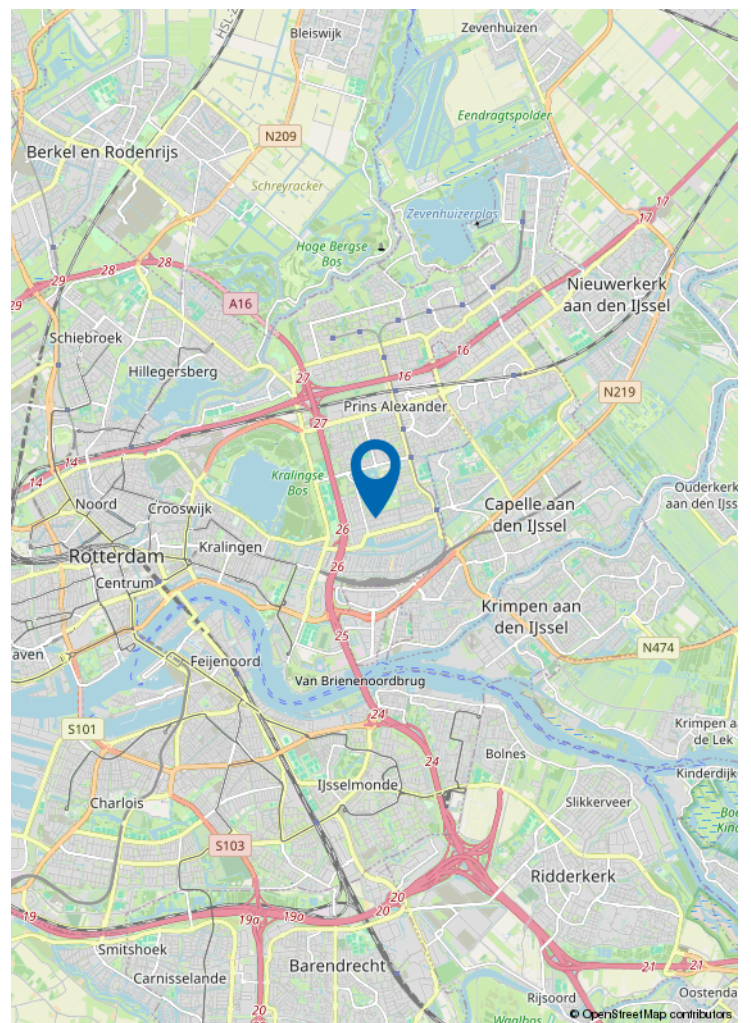 HSL-Z
Bleiswijk
Zevenhuizen
Eendragtspolder
N209
Berkel en Rodenrijs
Schreyracker
17
Zevenhuizerplas
17
Hoge Bergse
Bos
28
28
29
29
A16
Nieuwerkerk
aan den IJssel
Schiebroek
16
Hillegersberg
27
16
N219
Prins Alexander
27
14
14
Kralingse
Bos
Ouderkerk
aan den IJss
Noord
Crooswijk
Capelle aan
den IJssel
26
Rotterdam
Kralingen
26
Centrum
Krimpen aan
den IJssel
25
N474
aven
Feijenoord
Van Brienenoordbrug
24
S101
Krimpen a
de Lek
24
Bolnes
Kinderdijk
IJsselmonde
Charlois
Slikkerveer
Boe
Kind
S103
Ridderkerk
20
19
19a
19a
20
Smitshoek
Barendrecht
21
21
Carnisselande
Rijsoord
Oostenda
20
Waalbos
© OpenStreetMap contributors